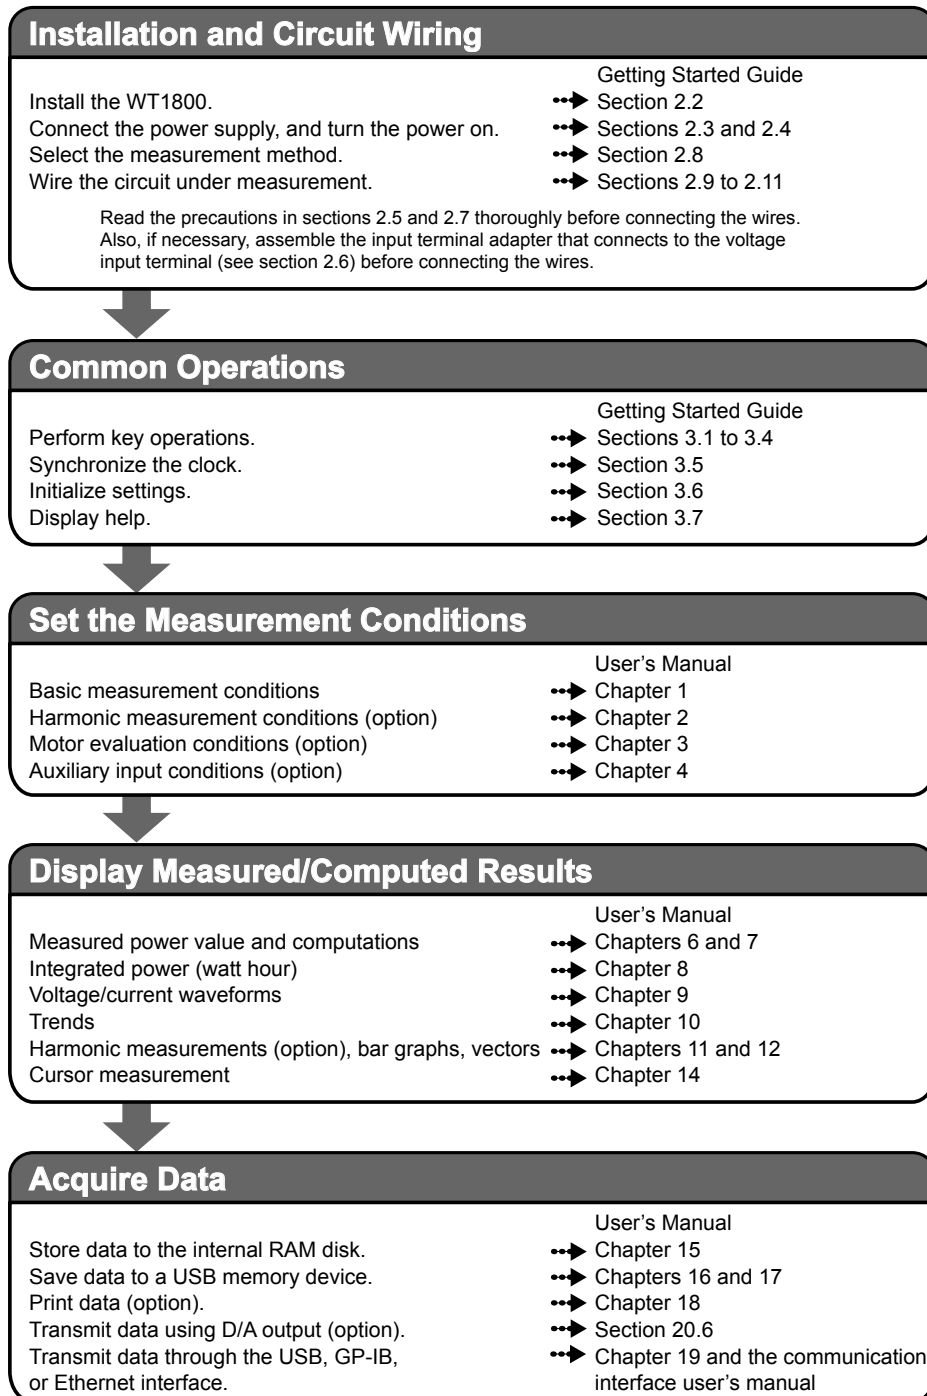 Installation and Circuit Wiring
Getting Started Guide
Install the WT1800. Section 2.2
Connect the power supply, and turn the power on. Sections 2.3 and 2.4
Select the measurement method. Section 2.8
Wire the circuit under measurement. Sections 2.9 to 2.11
Read the precautions in sections 2.5 and 2.7 thoroughly before connecting the wires.
Also, if necessary, assemble the input terminal adapter that connects to the voltage
input terminal (see section 2.6) before connecting the wires.
Common Operations
Getting Started Guide
Perform key operations. Sections 3.1 to 3.4
Synchronize the clock. Section 3.5
Initialize settings. Section 3.6
Display help. Section 3.7
Set the Measurement Conditions
User's Manual
Basic measurement conditions Chapter 1
Harmonic measurement conditions (option) Chapter 2
Motor evaluation conditions (option) Chapter 3
Auxiliary input conditions (option) Chapter 4
Display Measured/Computed Results
User's Manual
Measured power value and computations Chapters 6 and 7
Integrated power (watt hour) Chapter 8
Voltage/current waveforms Chapter 9
Trends Chapter 10
Harmonic measurements (option), bar graphs, vectors Chapters 11 and 12
Cursor measurement Chapter 14
Acquire Data
User's Manual
Store data to the internal RAM disk. Chapter 15
Save data to a USB memory device. Chapters 16 and 17
Print data (option). Chapter 18
Transmit data using D/A output (option). Section 20.6
Transmit data through the USB, GP-IB, Chapter 19 and the communication
or Ethernet interface. interface user's manual